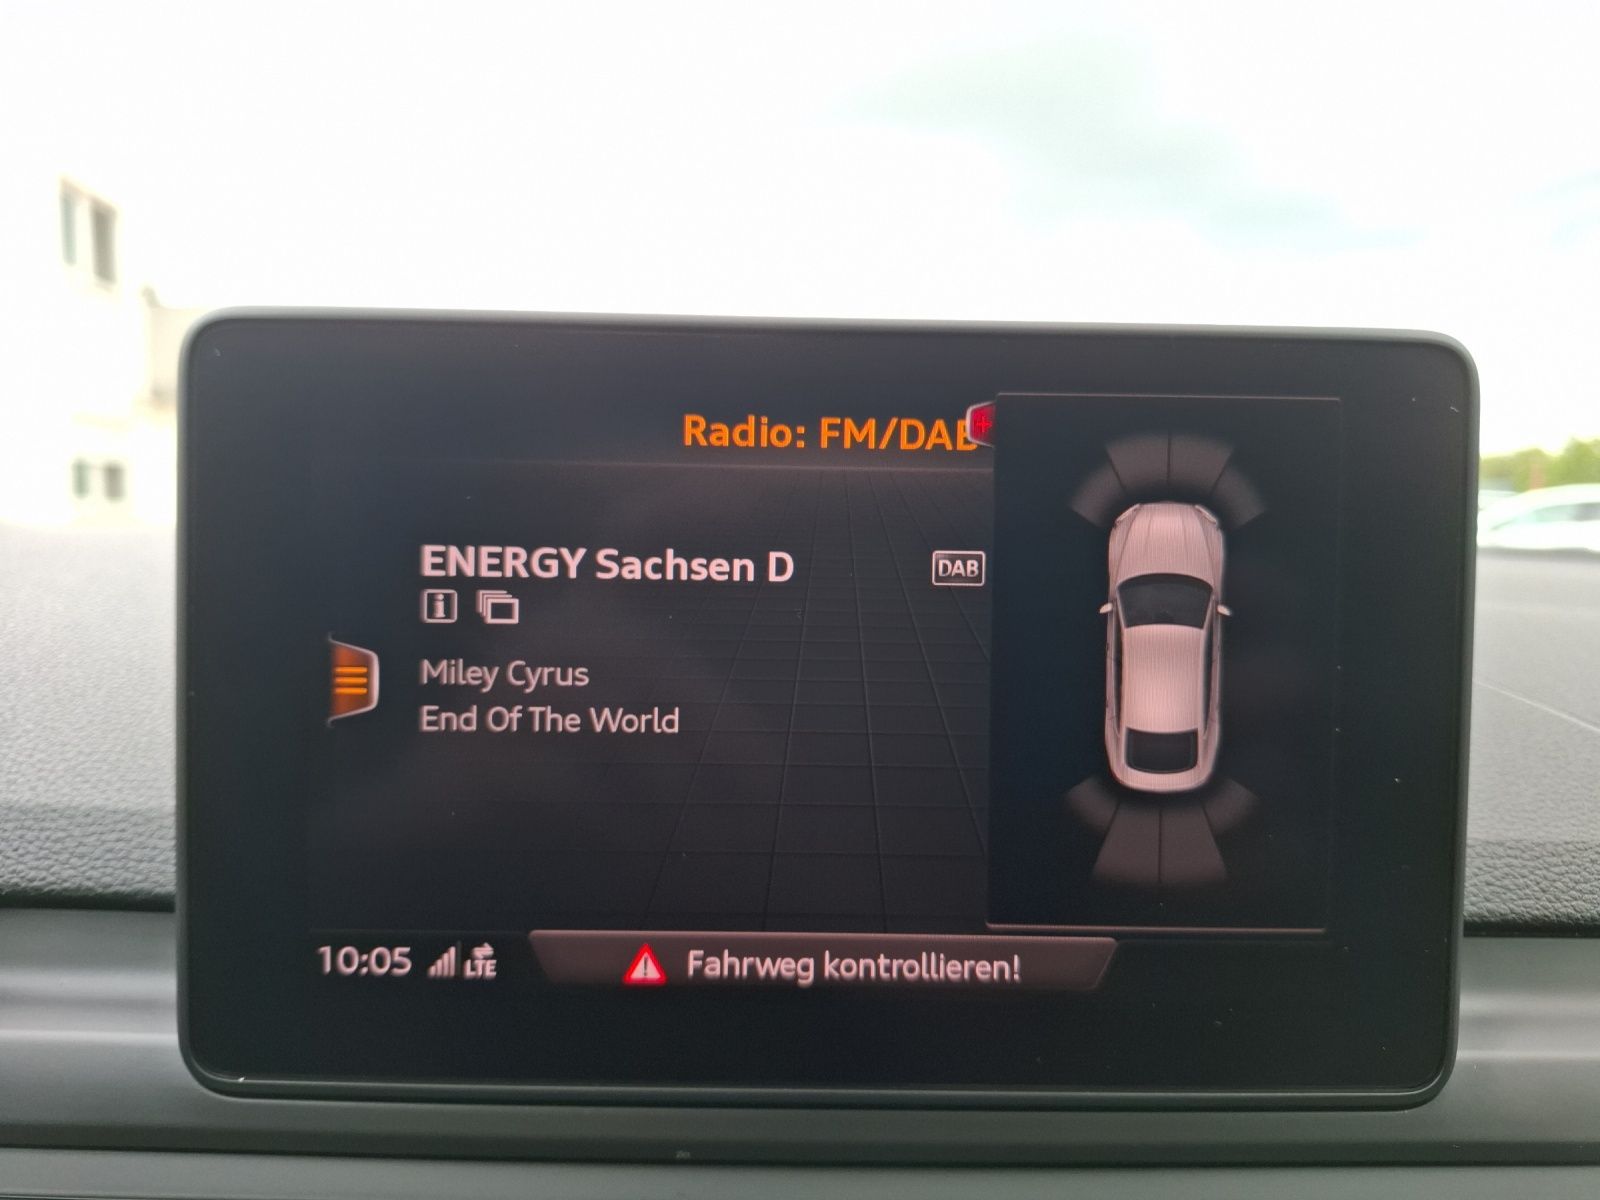 Radio: FM/DAB
ENERGY Sachsen D
DAB
Miley Cyrus
End Of The World
10:05 LTE
Fahrweg kontrollieren!